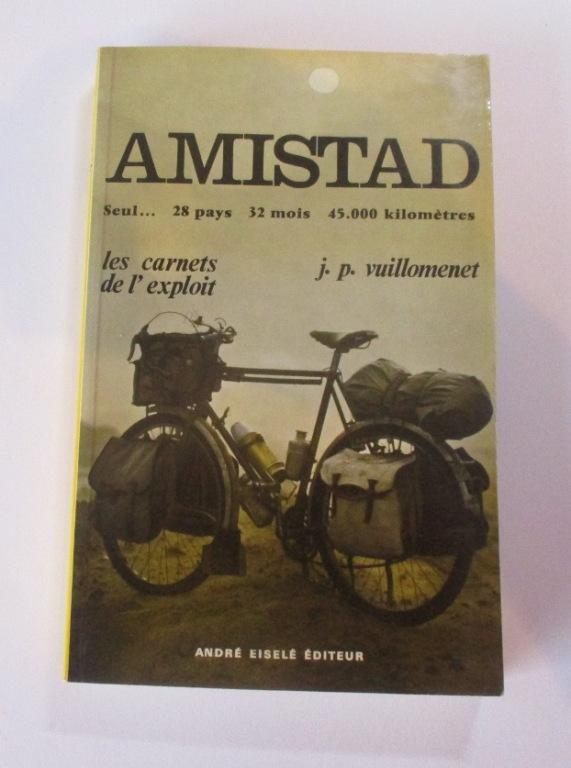 AMISTAD
Seul... 28 pays 32 mois 45.000 kilomètres
les carnets
de l'exploit
j. p. vuillomenet
ANDRÉ EISELÉ ÉDITEUR